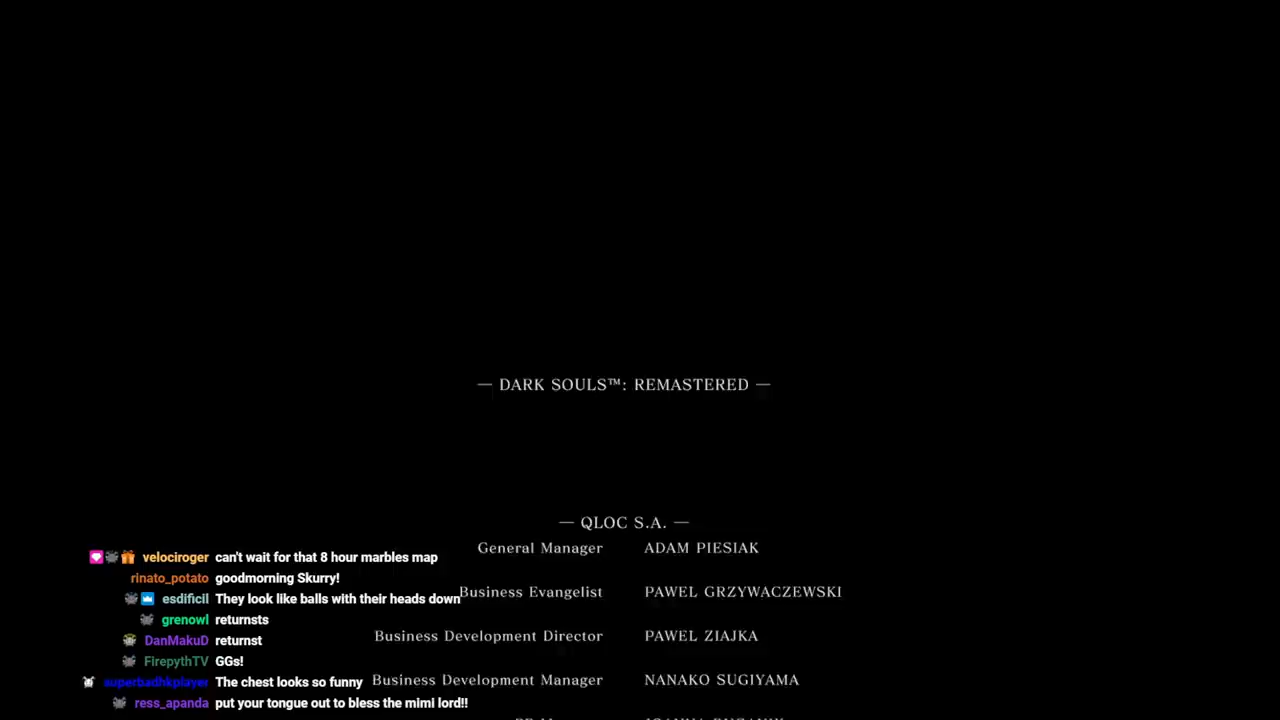 — DARK SOULS™: REMASTERED —
— QLOC S.A. —
General Manager ADAM PIESIAK
Business Evangelist PAWEL GRZYWACZEWSKI
Business Development Director PAWEL ZIAJKA
Business Development Manager NANAKO SUGIYAMA
velociroger can't wait for that 8 hour marbles map
rinato_potato goodmorning Skurry!
esdificil They look like balls with their heads down
grenowl returnsts
DanMakuD returnst
FirepythTV GGs!
superbadhkplayer The chest looks so funny
ress_apanda put your tongue out to bless the mimi lord!!